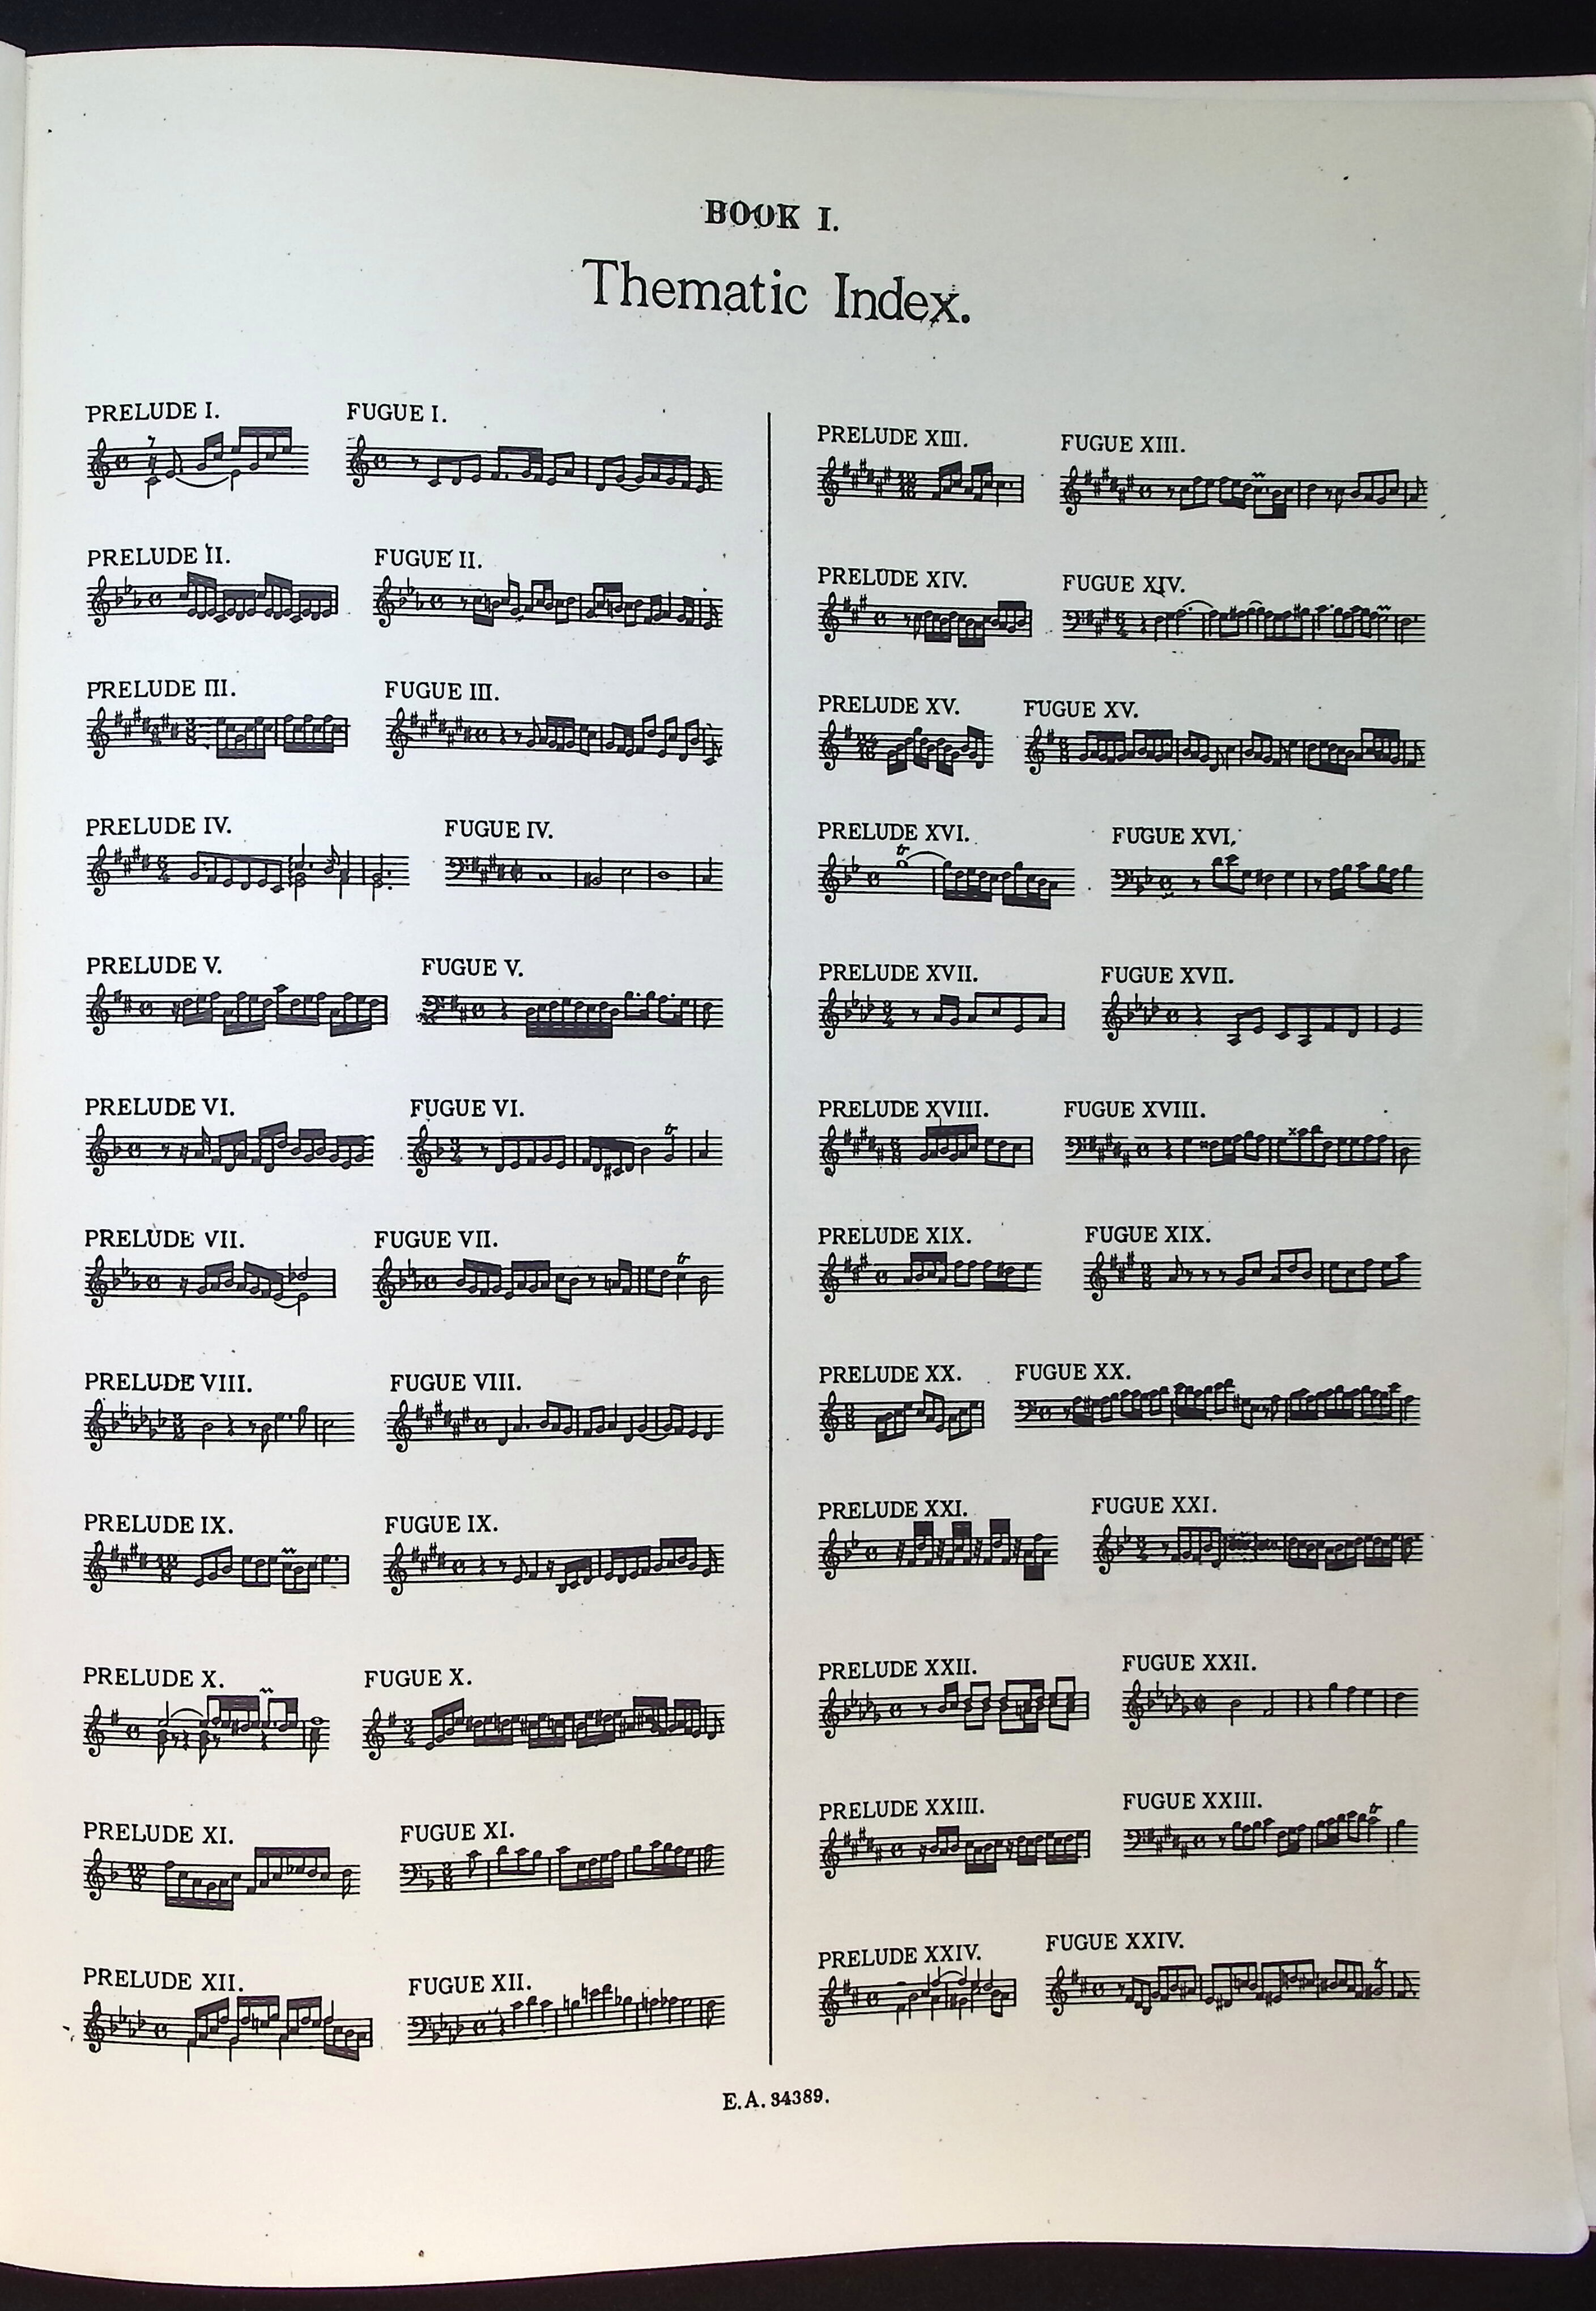 BOOK I.
Thematic Index.
PRELUDE I. FUGUE I.
PRELUDE II. FUGUE II.
PRELUDE III. FUGUE III.
PRELUDE IV. FUGUE IV.
PRELUDE V. FUGUE V.
PRELUDE VI. FUGUE VI.
PRELUDE VII. FUGUE VII.
PRELUDE VIII. FUGUE VIII.
PRELUDE IX. FUGUE IX.
PRELUDE X. FUGUE X.
PRELUDE XI. FUGUE XI.
PRELUDE XII. FUGUE XII.
PRELUDE XIII. FUGUE XIII.
PRELUDE XIV. FUGUE XIV.
PRELUDE XV. FUGUE XV.
PRELUDE XVI. FUGUE XVI.
PRELUDE XVII. FUGUE XVII.
PRELUDE XVIII. FUGUE XVIII.
PRELUDE XIX. FUGUE XIX.
PRELUDE XX. FUGUE XX.
PRELUDE XXI. FUGUE XXI.
PRELUDE XXII. FUGUE XXII.
PRELUDE XXIII. FUGUE XXIII.
PRELUDE XXIV. FUGUE XXIV.
E.A. 34389.